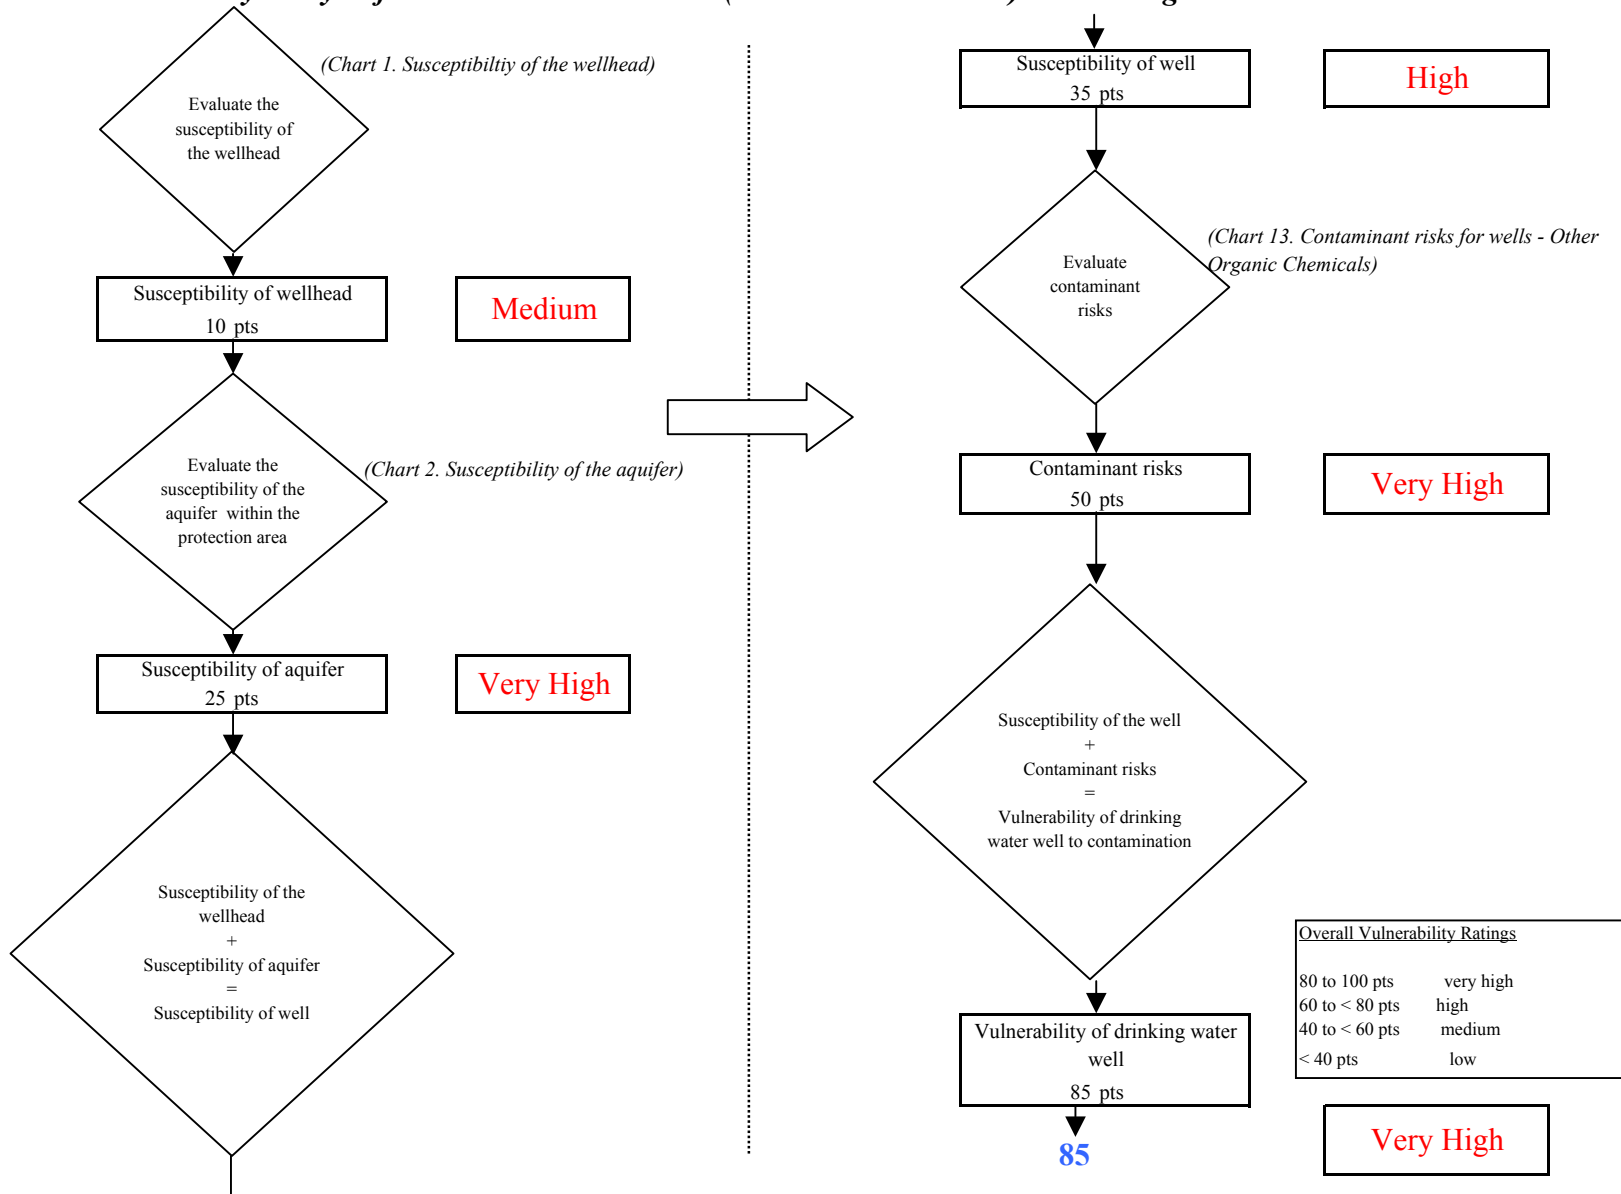 (Chart 1. Susceptibiltiy of the wellhead)
Evaluate the
susceptibility of
the wellhead
Susceptibility of wellhead
10 pts
Medium
Evaluate the
susceptibility of the
aquifer within the
protection area
(Chart 2. Susceptibility of the aquifer)
Susceptibility of aquifer
25 pts
Very High
Susceptibility of the
wellhead
+
Susceptibility of aquifer
=
Susceptibility of well
Susceptibility of well
35 pts
High
(Chart 13. Contaminant risks for wells - Other
Organic Chemicals)
Evaluate
contaminant
risks
Contaminant risks
50 pts
Very High
Susceptibility of the well
+
Contaminant risks
=
Vulnerability of drinking
water well to contamination
Overall Vulnerability Ratings
80 to 100 pts very high
60 to < 80 pts high
40 to < 60 pts medium
< 40 pts low
Vulnerability of drinking water
well
85 pts
85
Very High